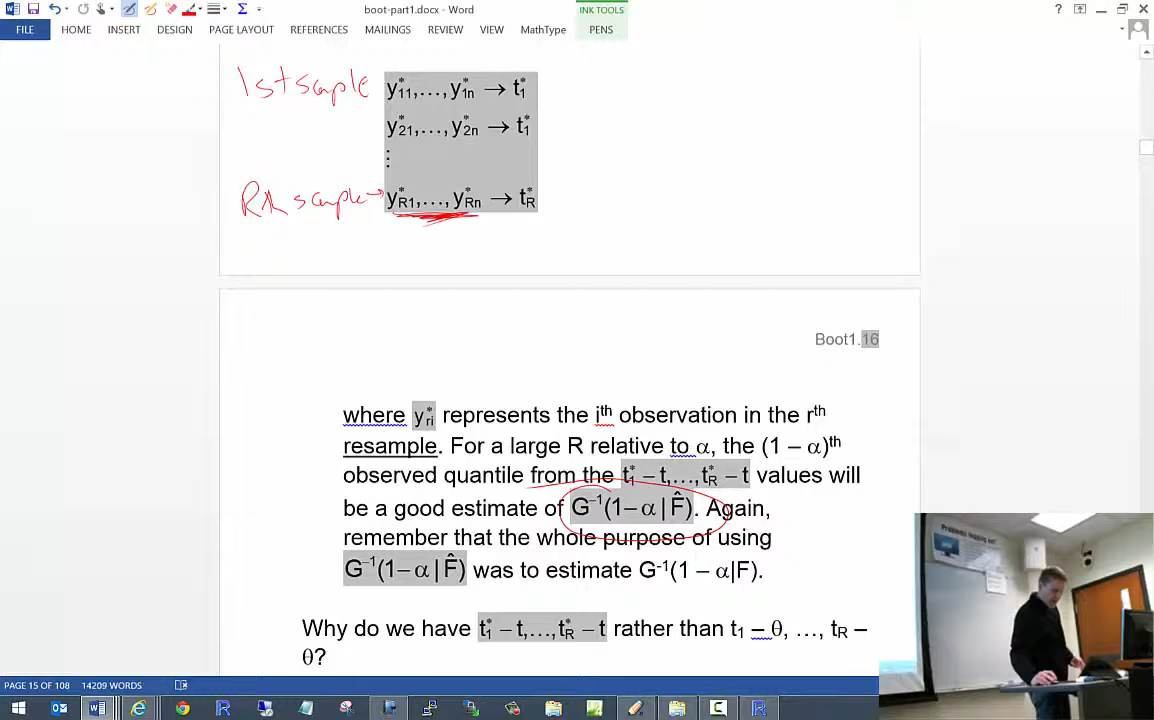 boot-part1.docx - Word
INK TOOLS
FILE HOME INSERT DESIGN PAGE LAYOUT REFERENCES MAILINGS REVIEW VIEW MathType PENS
1st sample y*11,…,y*1n → t*1
y*21,…,y*2n → t*1
⋮
Rth sample→ y*R1,…,y*Rn → t*R
Boot1.16
where y*ri represents the ith observation in the rth
resample. For a large R relative to α, the (1 – α)th
observed quantile from the t*1 – t,…,t*R – t values will
be a good estimate of G⁻¹(1– α | F̂). Again,
remember that the whole purpose of using
G⁻¹(1– α | F̂) was to estimate G-1(1 – α|F).
Why do we have t*1 – t,…,t*R – t rather than t1 – θ, …, tR –
θ?
Problems logging on?
PAGE 15 OF 108 14209 WORDS